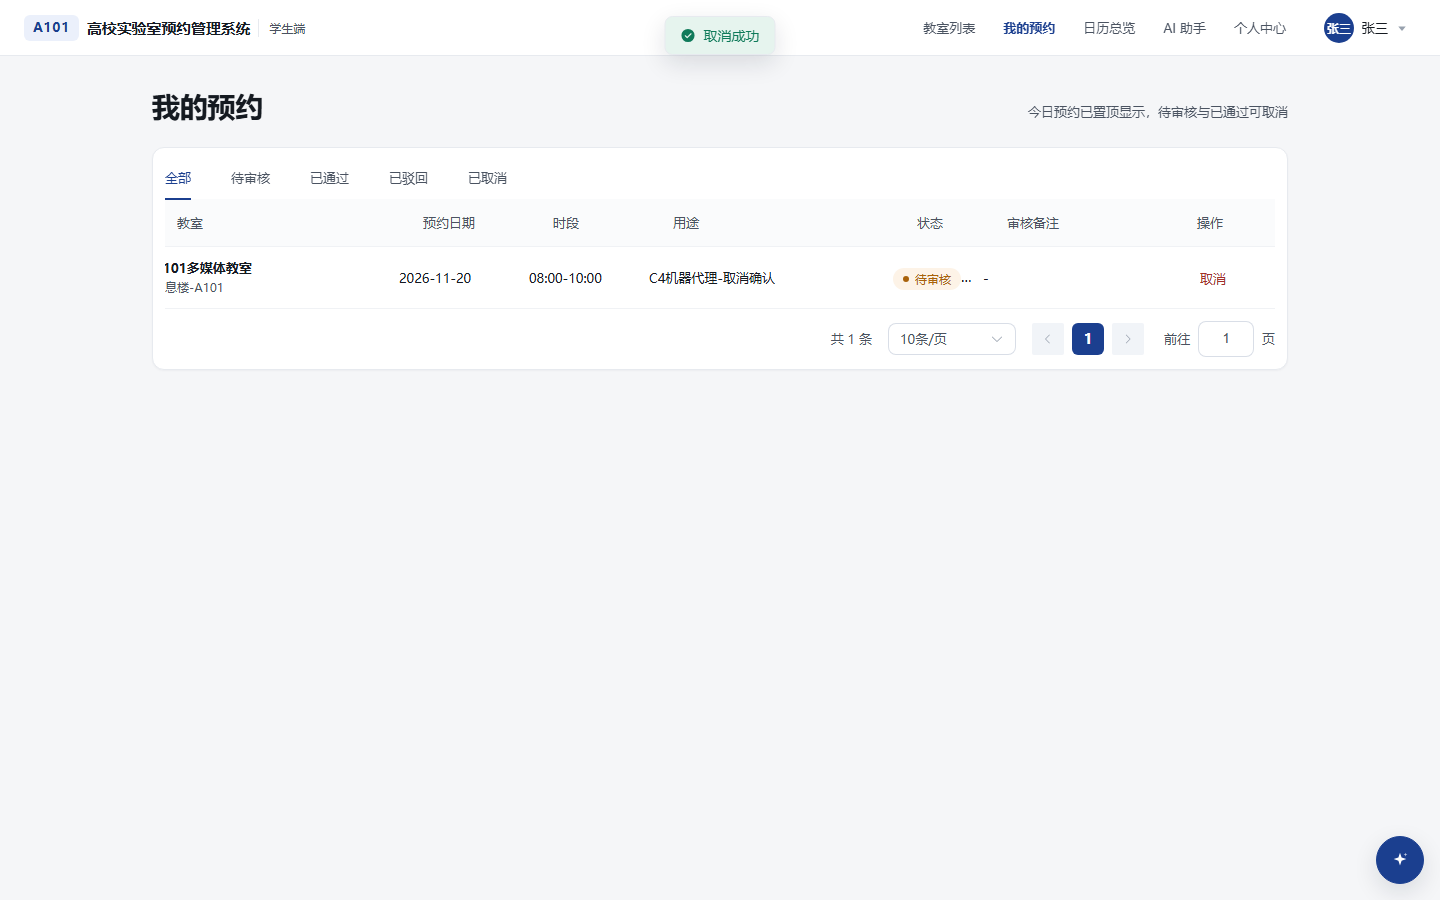 A101 高校实验室预约管理系统 学生端 取消成功 教室列表 我的预约 日历总览 AI 助手 个人中心 张三 张三
我的预约
今日预约已置顶显示，待审核与已通过可取消
全部 待审核 已通过 已驳回 已取消
教室 预约日期 时段 用途 状态 审核备注 操作
101多媒体教室
息楼-A101
2026-11-20 08:00-10:00 C4机器代理-取消确认 待审核 ... - 取消
共 1 条 10条/页 1 前往 1 页